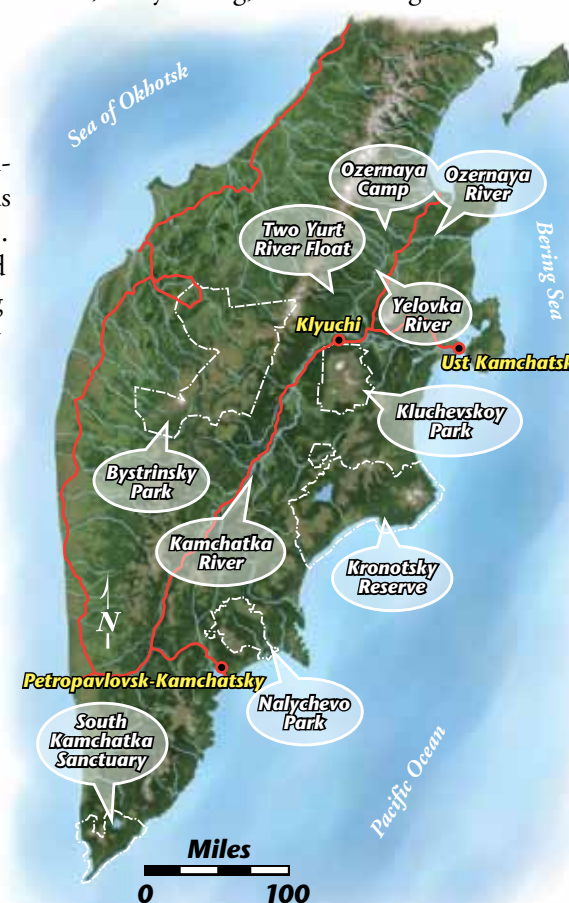 Sea of Okhotsk
Ozernaya
Camp
Ozernaya
River
Two Yurt
River Float
Bering Sea
Yelovka
River
Klyuchi
Ust Kamchatsk
Kluchevskoy
Park
Bystrinsky
Park
Kamchatka
River
Kronotsky
Reserve
N
Petropavlovsk-Kamchatsky
Nalychevo
Park
South
Kamchatka
Sanctuary
Pacific Ocean
Miles
0 100